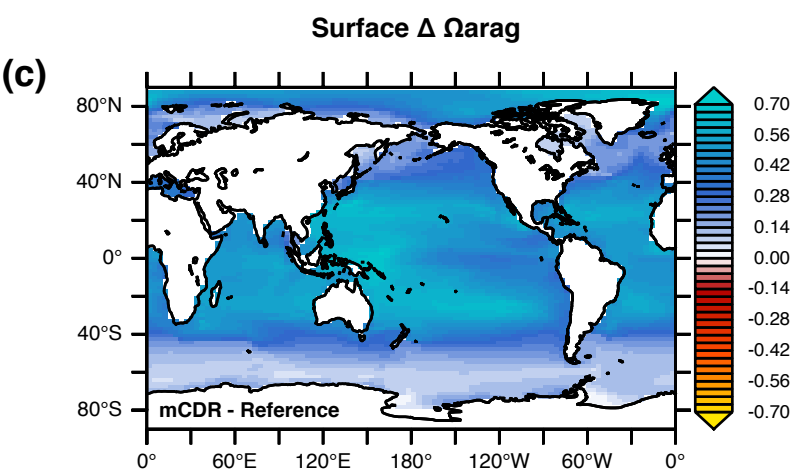 Surface Δ Ωarag
(c)
80°N
40°N
0°
40°S
80°S
mCDR - Reference
0°
60°E
120°E
180°
120°W
60°W
0°
0.70
0.56
0.42
0.28
0.14
0.00
-0.14
-0.28
-0.42
-0.56
-0.70